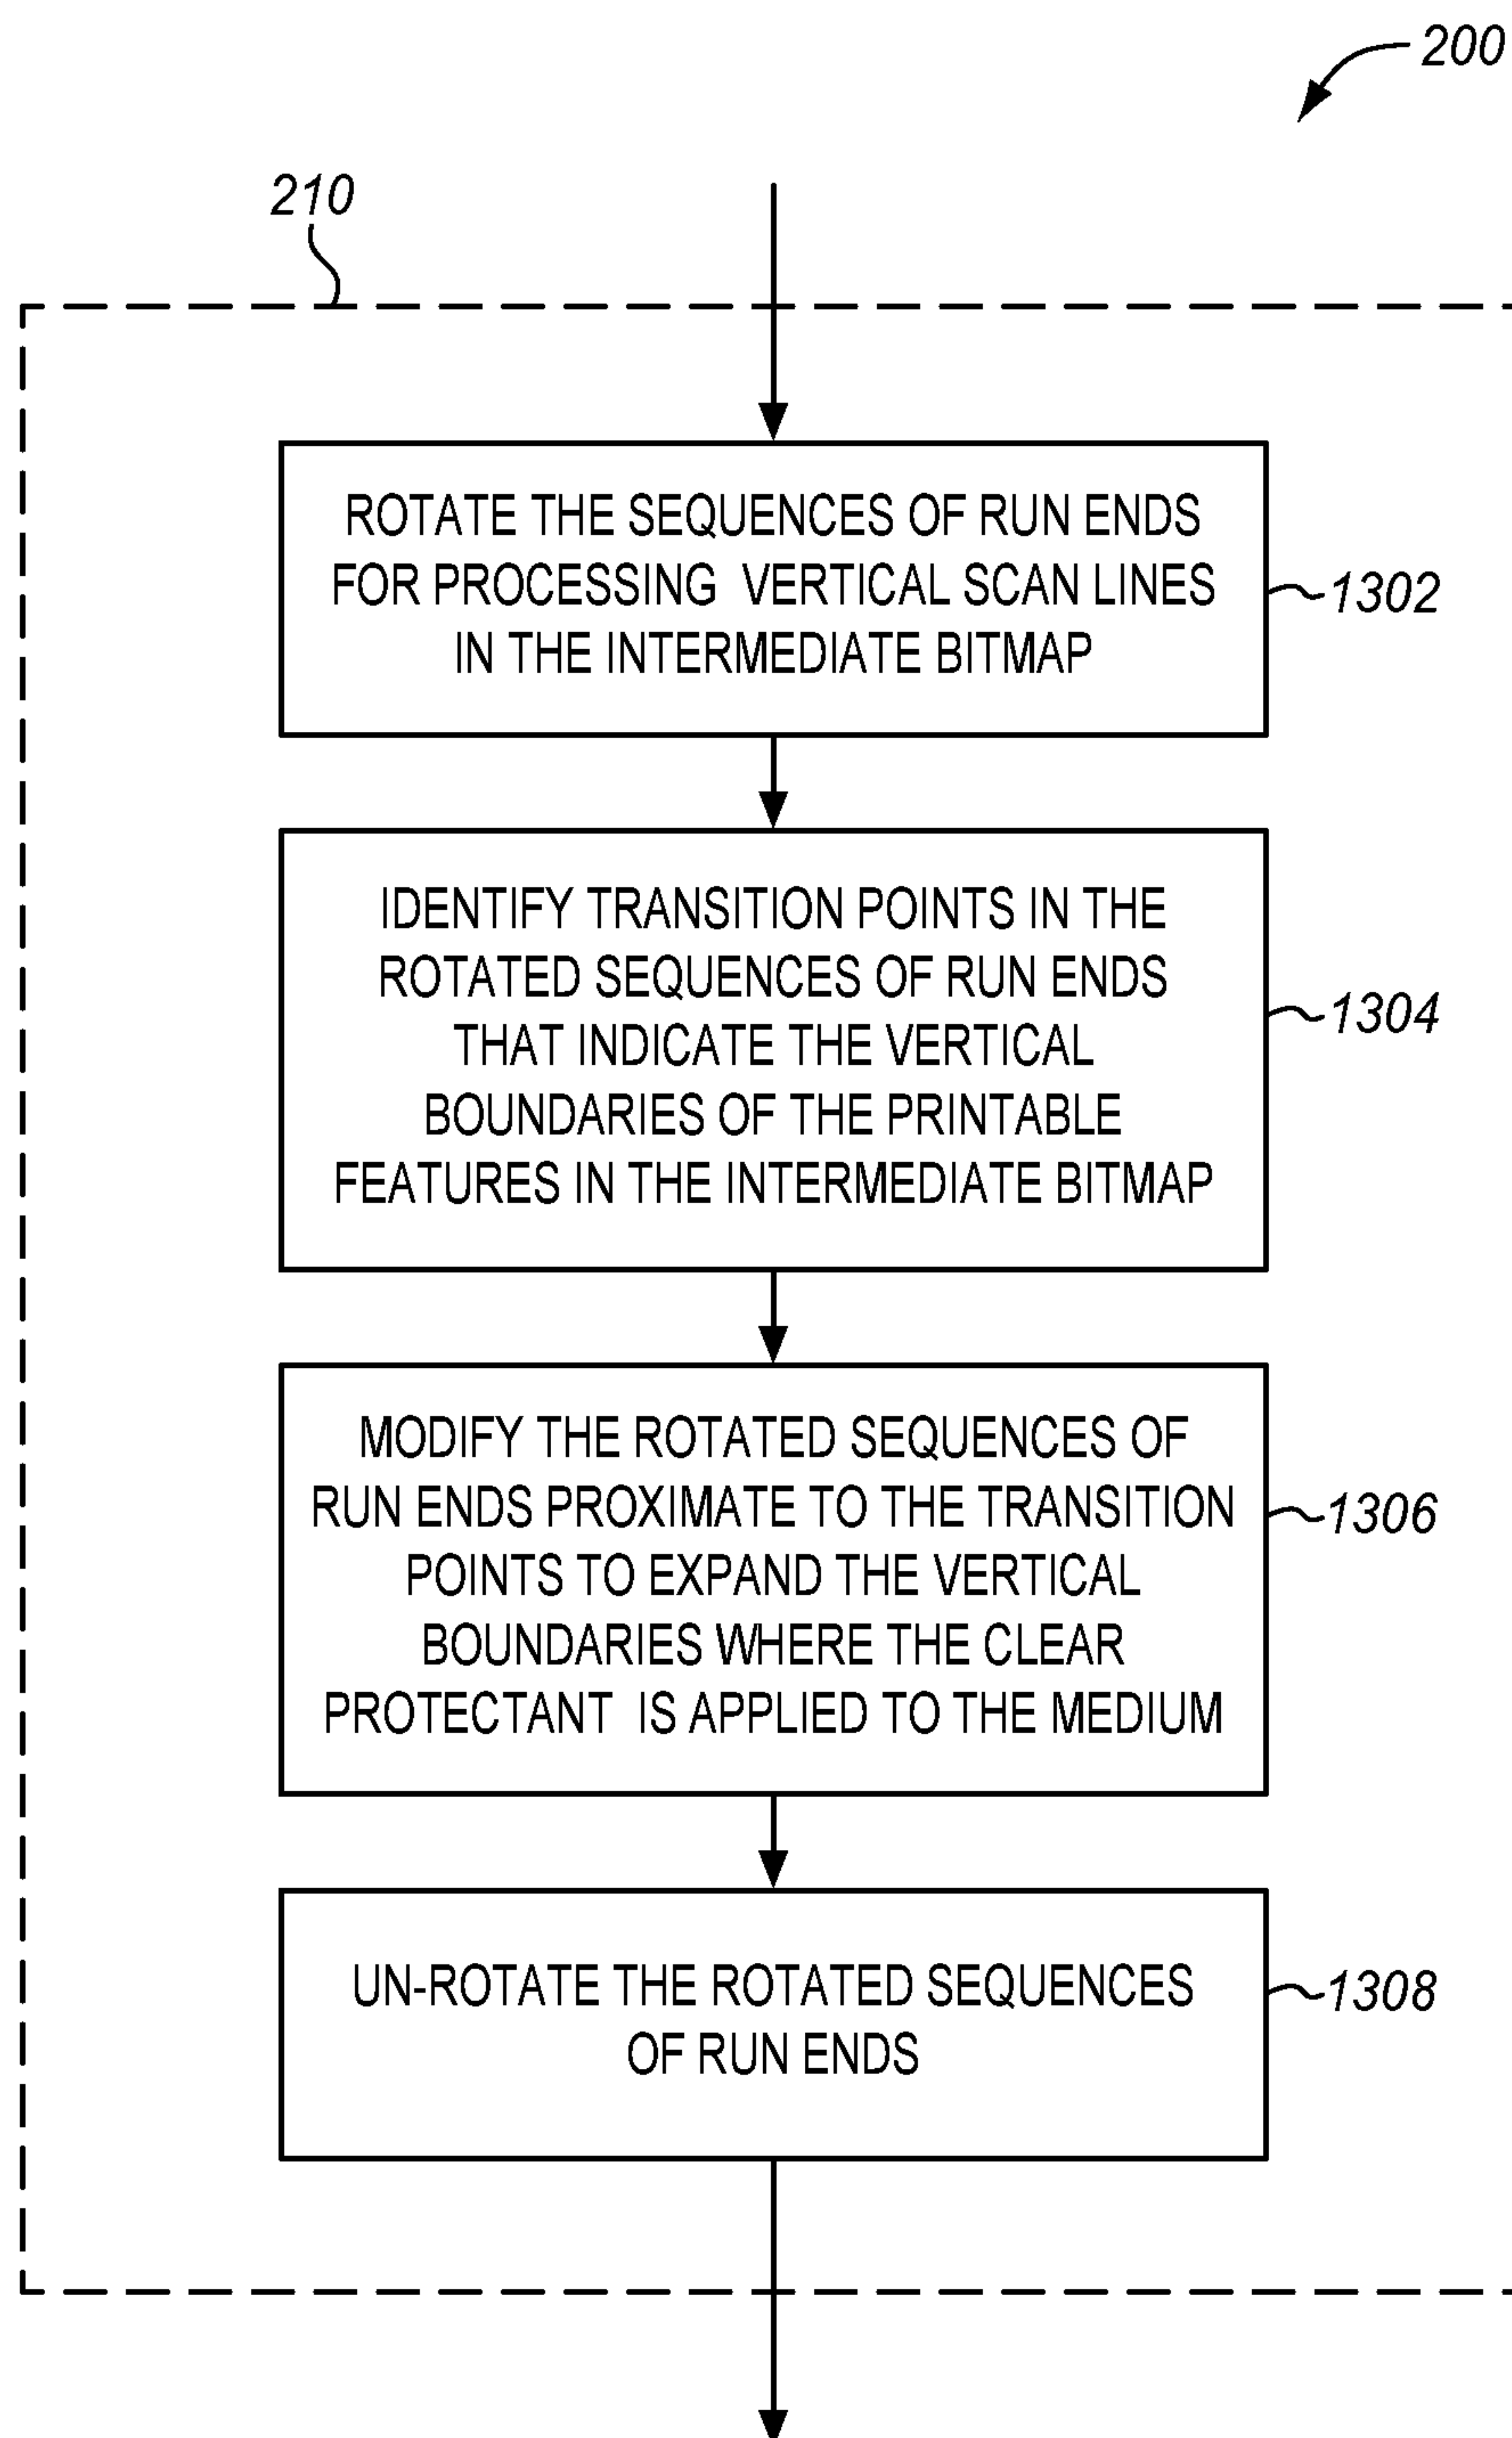 200
210
ROTATE THE SEQUENCES OF RUN ENDS
FOR PROCESSING VERTICAL SCAN LINES
IN THE INTERMEDIATE BITMAP
1302
IDENTIFY TRANSITION POINTS IN THE
ROTATED SEQUENCES OF RUN ENDS
THAT INDICATE THE VERTICAL
BOUNDARIES OF THE PRINTABLE
FEATURES IN THE INTERMEDIATE BITMAP
1304
MODIFY THE ROTATED SEQUENCES OF
RUN ENDS PROXIMATE TO THE TRANSITION
POINTS TO EXPAND THE VERTICAL
BOUNDARIES WHERE THE CLEAR
PROTECTANT IS APPLIED TO THE MEDIUM
1306
UN-ROTATE THE ROTATED SEQUENCES
OF RUN ENDS
1308